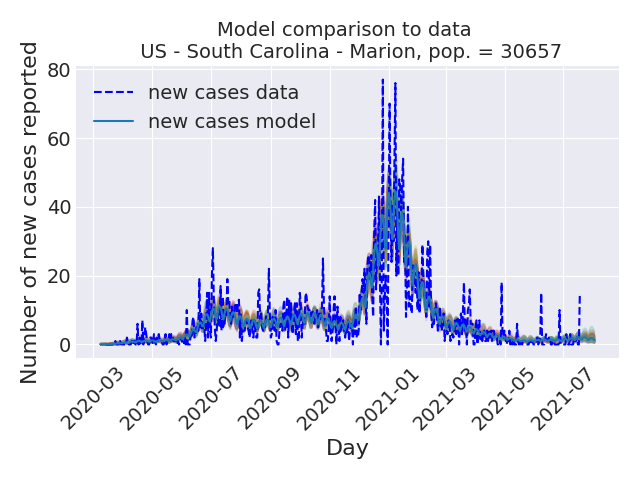 Model comparison to data
US - South Carolina - Marion, pop. = 30657
Number of new cases reported
80
60
40
20
0
new cases data
new cases model
2020-03
2020-05
2020-07
2020-09
2020-11
2021-01
2021-03
2021-05
2021-07
Day